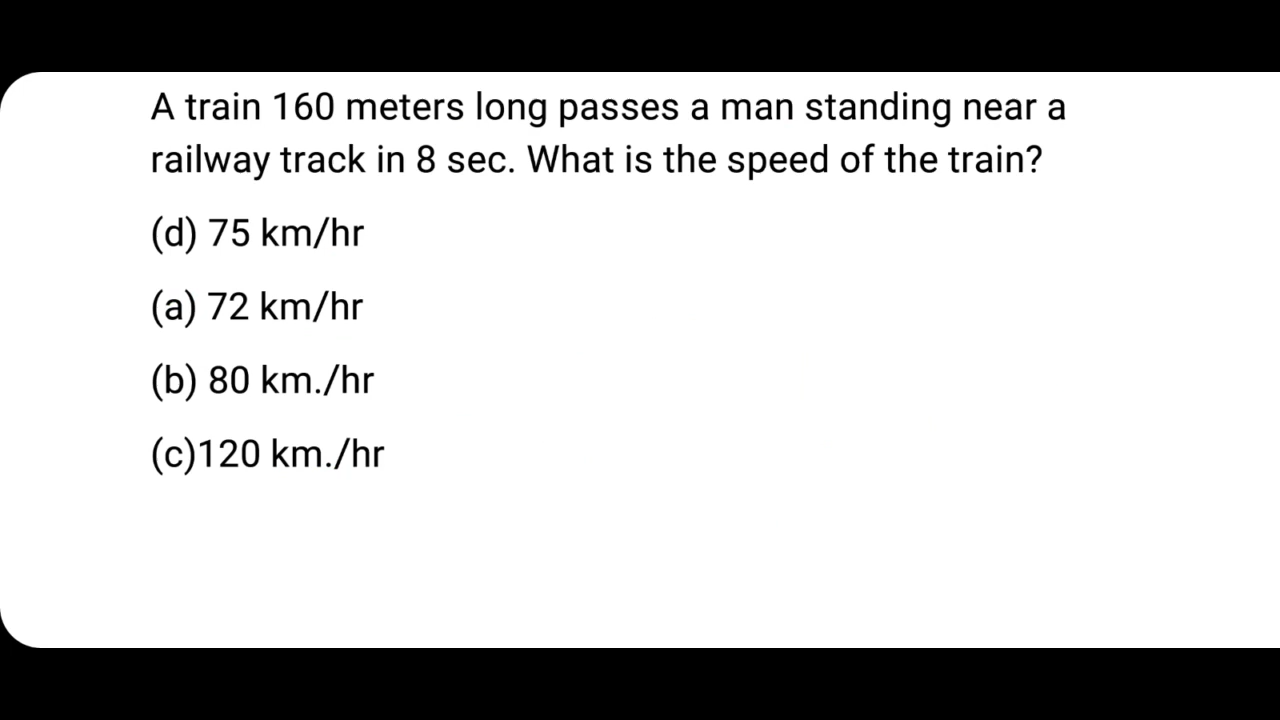 A train 160 meters long passes a man standing near a
railway track in 8 sec. What is the speed of the train?
(d) 75 km/hr
(a) 72 km/hr
(b) 80 km./hr
(c)120 km./hr